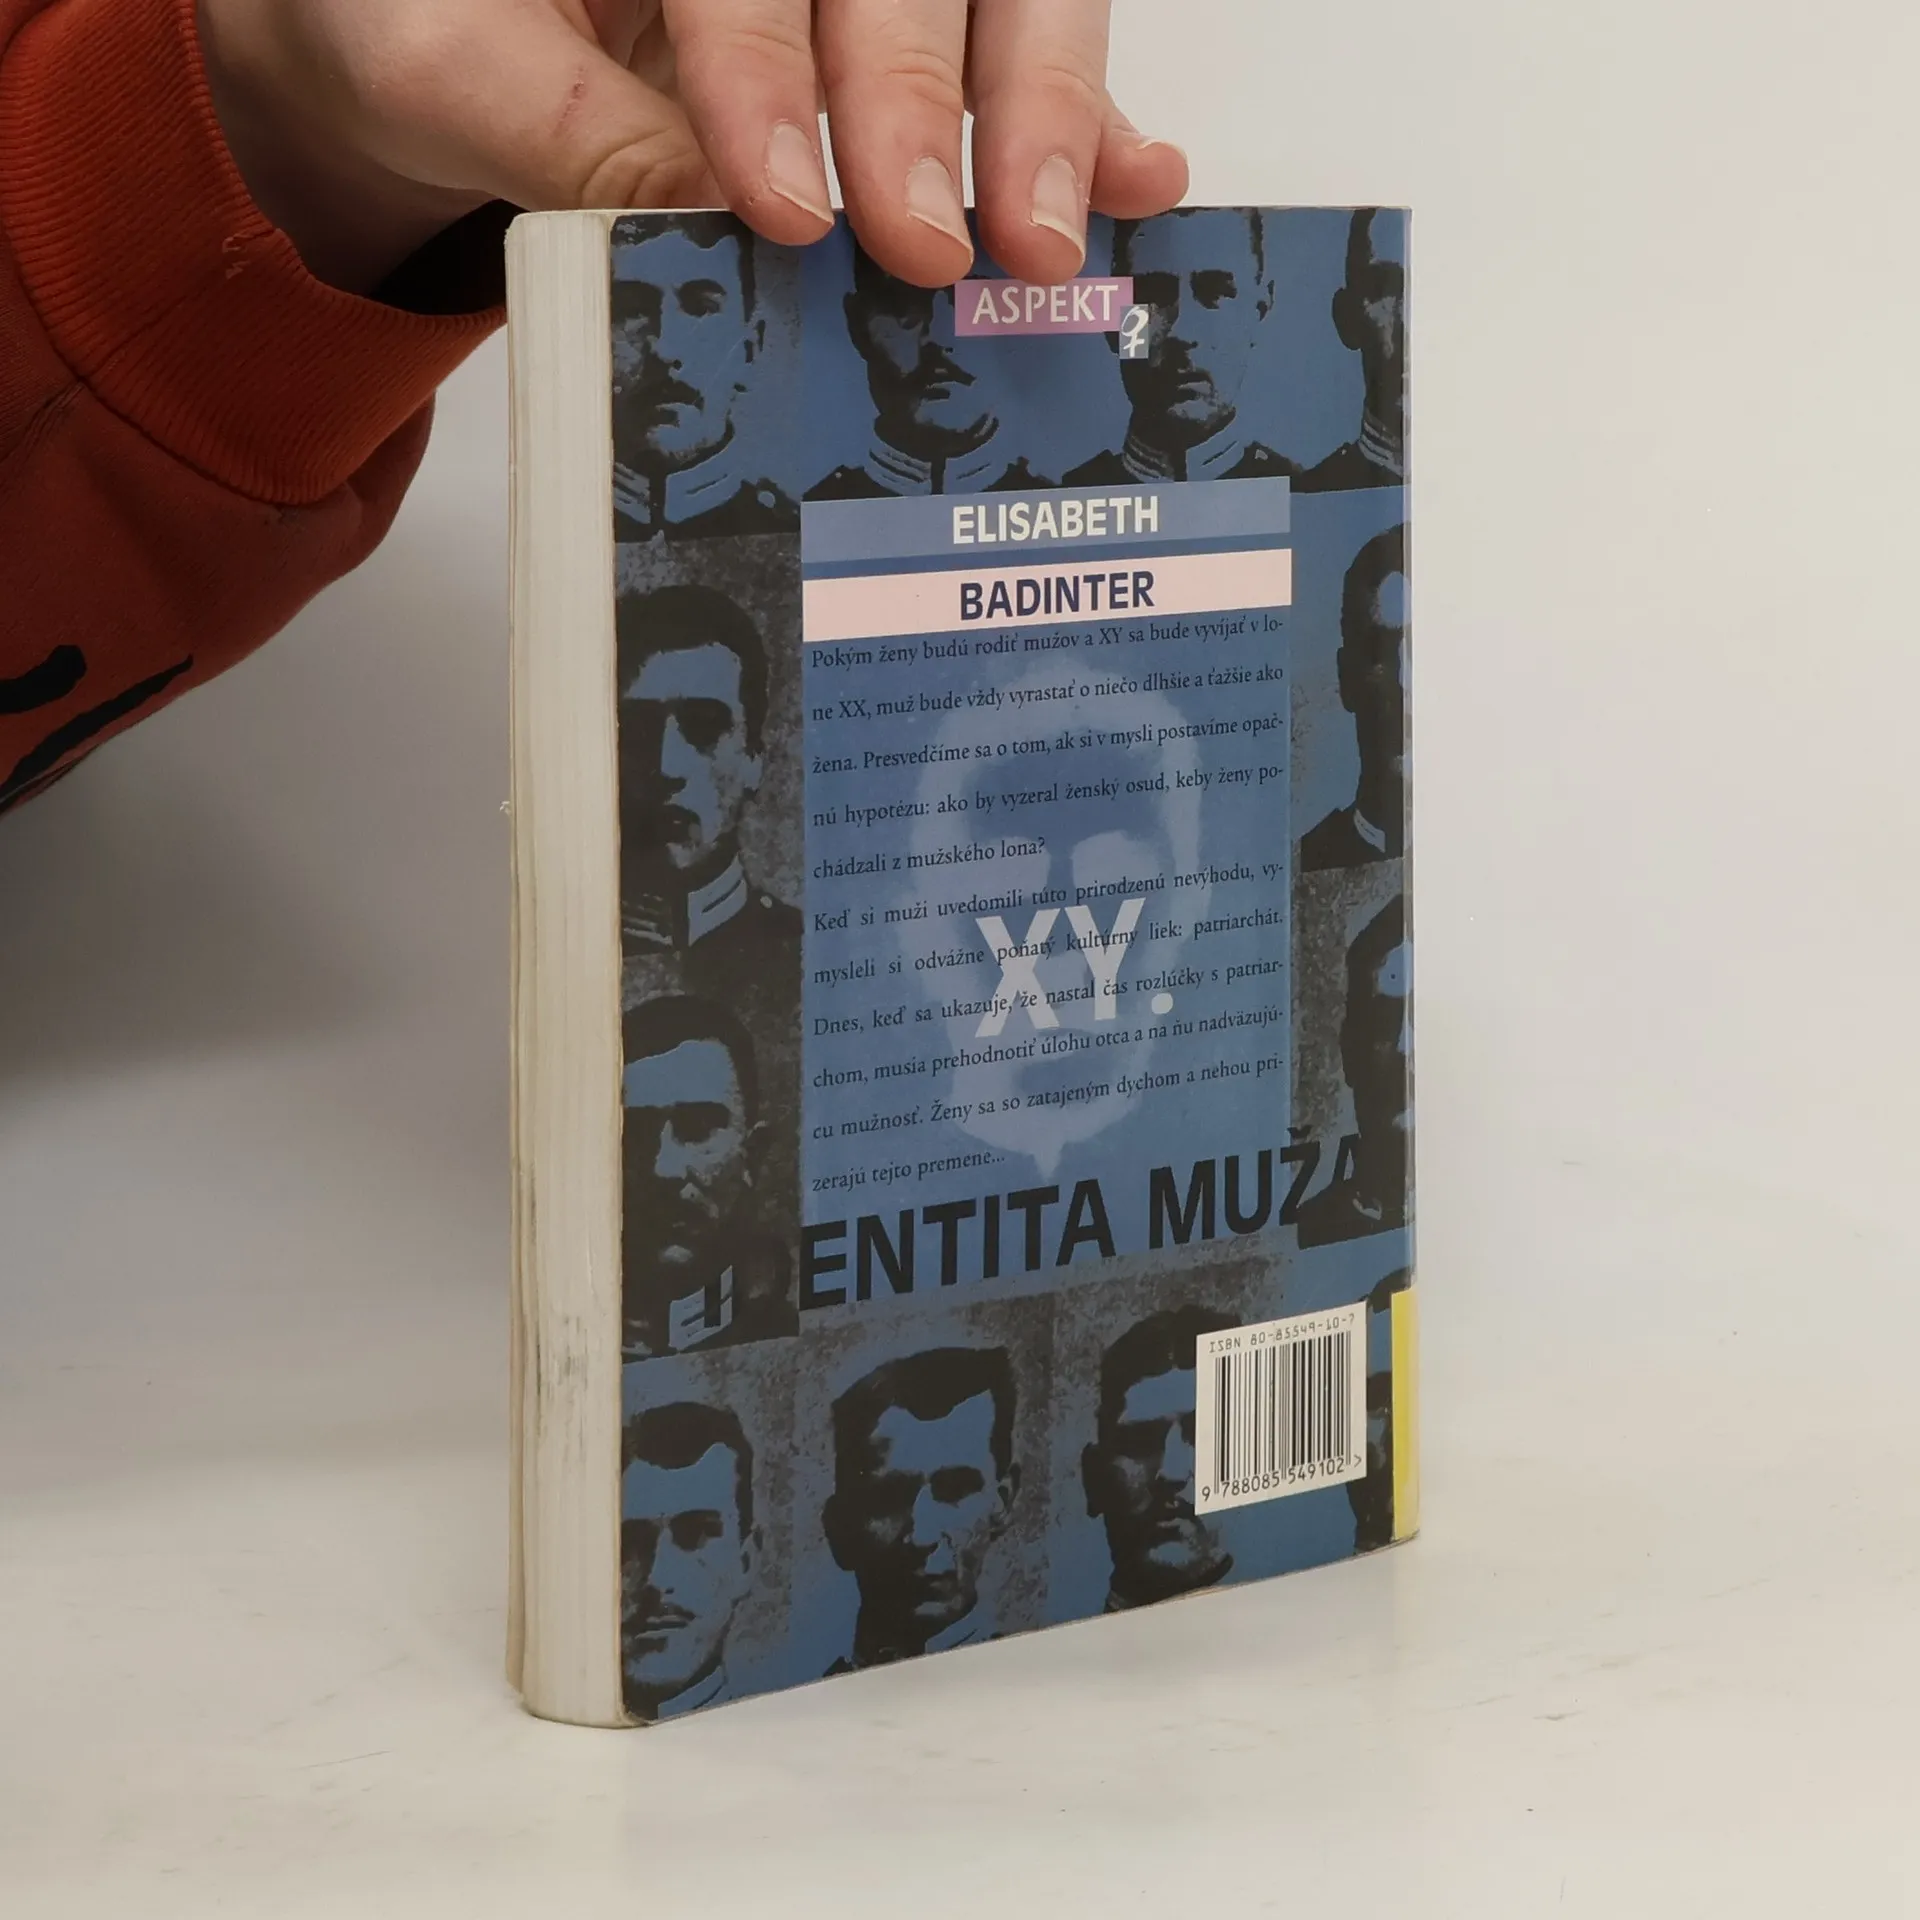 ASPEKT
ELISABETH
BADINTER
Pokým ženy budú rodiť mužov a XY sa bude vyvíjať v lo-
ne XX, muž bude vždy vyrastať o niečo dlhšie a ťažšie ako
žena. Presvedčíme sa o tom, ak si v mysli postavíme opač-
nú hypotézu: ako by vyzeral ženský osud, keby ženy po-
chádzali z mužského lona?
Keď si muži uvedomili túto prirodzenú nevýhodu, vy-
mysleli si odvážne poňatý kultúrny liek: patriarchát.
Dnes, keď sa ukazuje, že nastal čas rozlúčky s patriar-
chom, musia prehodnotiť úlohu otca a na ňu nadväzujú-
cu mužnosť. Ženy sa so zatajeným dychom a nehou pri-
zerajú tejto premene...
XY.
ENTITA MUŽA
ISBN 80-85549-10-7
9 788085 549102 >